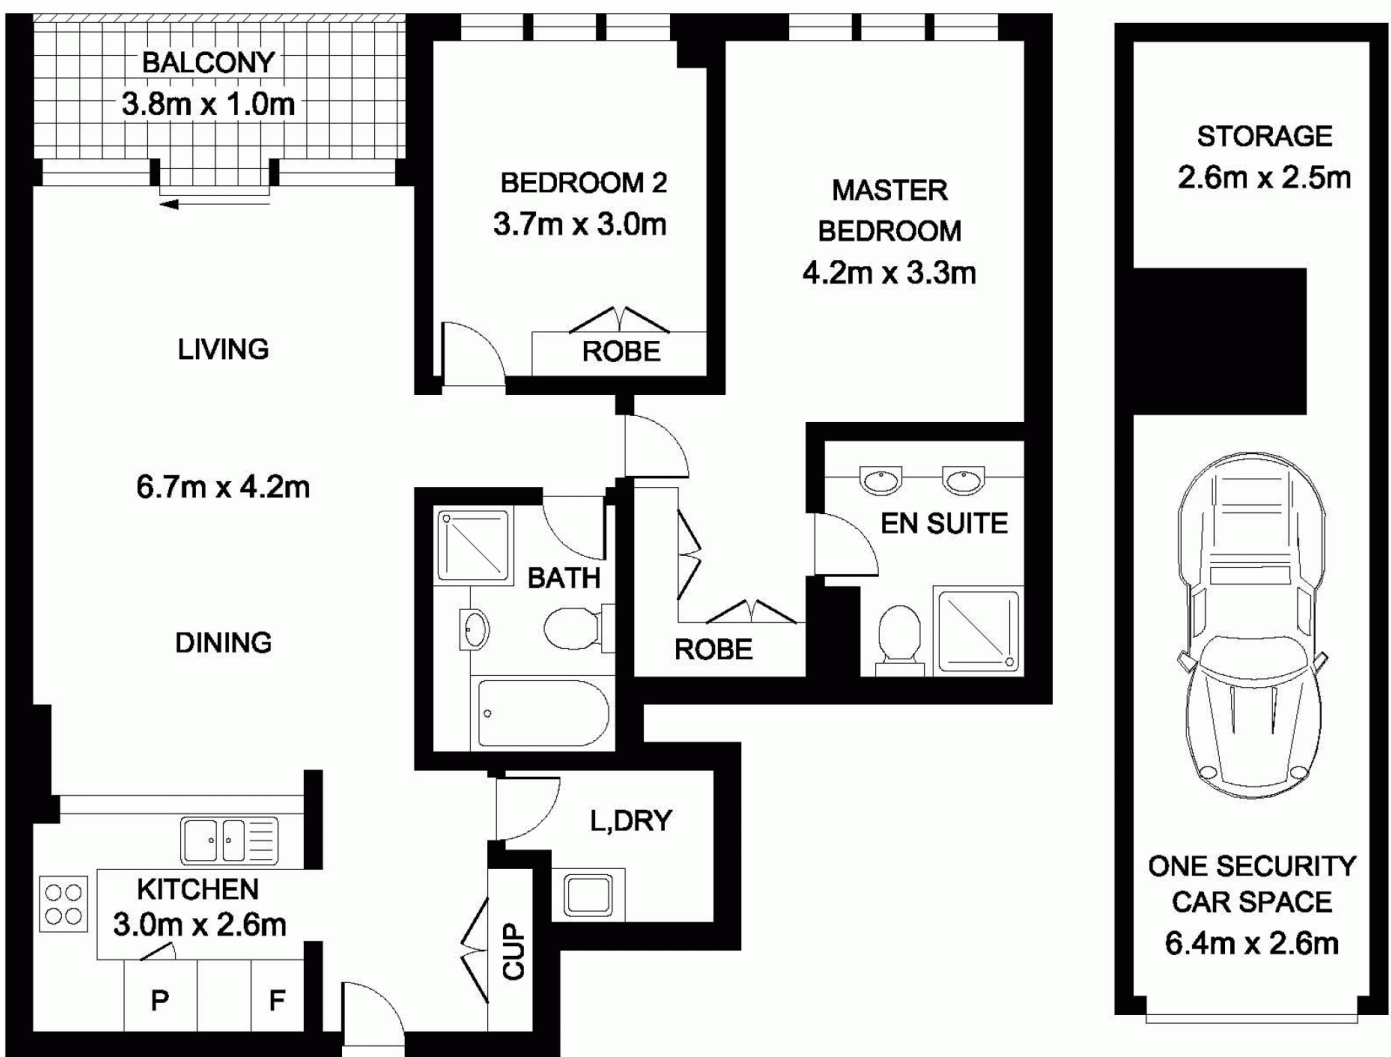 BALCONY
3.8m x 1.0m
BEDROOM 2
3.7m x 3.0m
ROBE
MASTER
BEDROOM
4.2m x 3.3m
STORAGE
2.6m x 2.5m
LIVING
6.7m x 4.2m
DINING
BATH
EN SUITE
ROBE
L,DRY
KITCHEN
3.0m x 2.6m
P
F
CUP
ONE SECURITY
CAR SPACE
6.4m x 2.6m